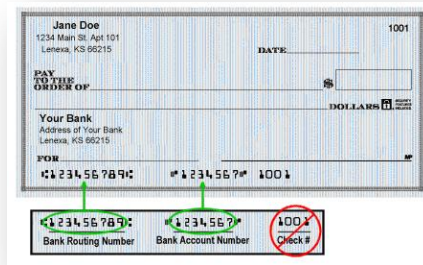 Jane Doe 1001
1234 Main St. Apt 101
Lenexa, KS 66215
DATE
PAY
TO THE
ORDER OF $
DOLLARS
Your Bank
Address of Your Bank
Lenexa, KS 66215
FOR MP
⑆123456789⑆ ⑈1234567⑈ 1001
⑆123456789⑆ ⑈1234567⑈ 1001
Bank Routing Number Bank Account Number Check #